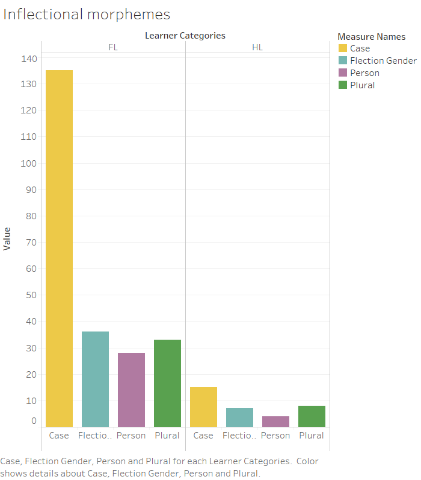 Inflectional morphemes
Learner Categories
FL
HL
Measure Names
Case
Flection Gender
Person
Plural
Value
140
130
120
110
100
90
80
70
60
50
40
30
20
10
0
Case Flectio.. Person Plural Case Flectio.. Person Plural
Case, Flection Gender, Person and Plural for each Learner Categories. Color
shows details about Case, Flection Gender, Person and Plural.